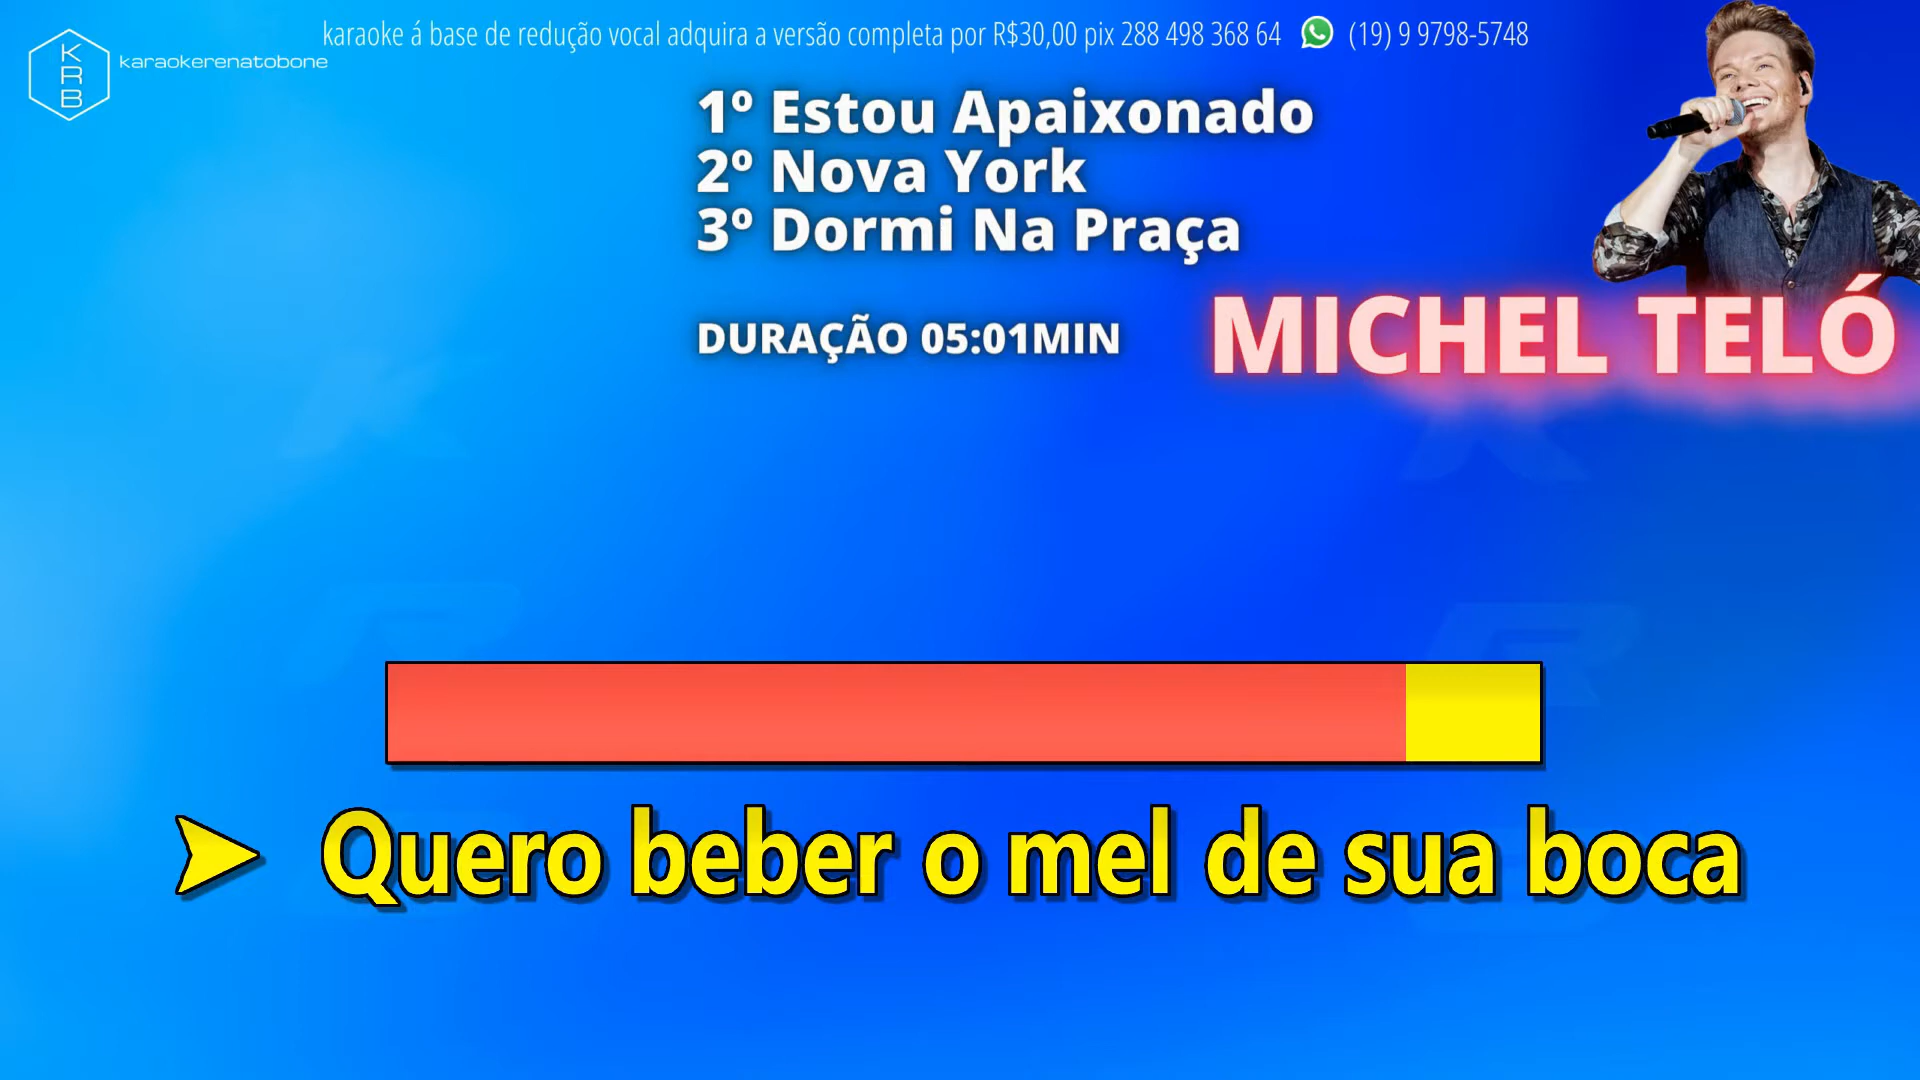 karaoke á base de redução vocal adquira a versão completa por R$30,00 pix 288 498 368 64 (19) 9 9798-5748
KRB
karaokerenatobone
1º Estou Apaixonado
2º Nova York
3º Dormi Na Praça
DURAÇÃO 05:01MIN
MICHEL TELÓ
Quero beber o mel de sua boca